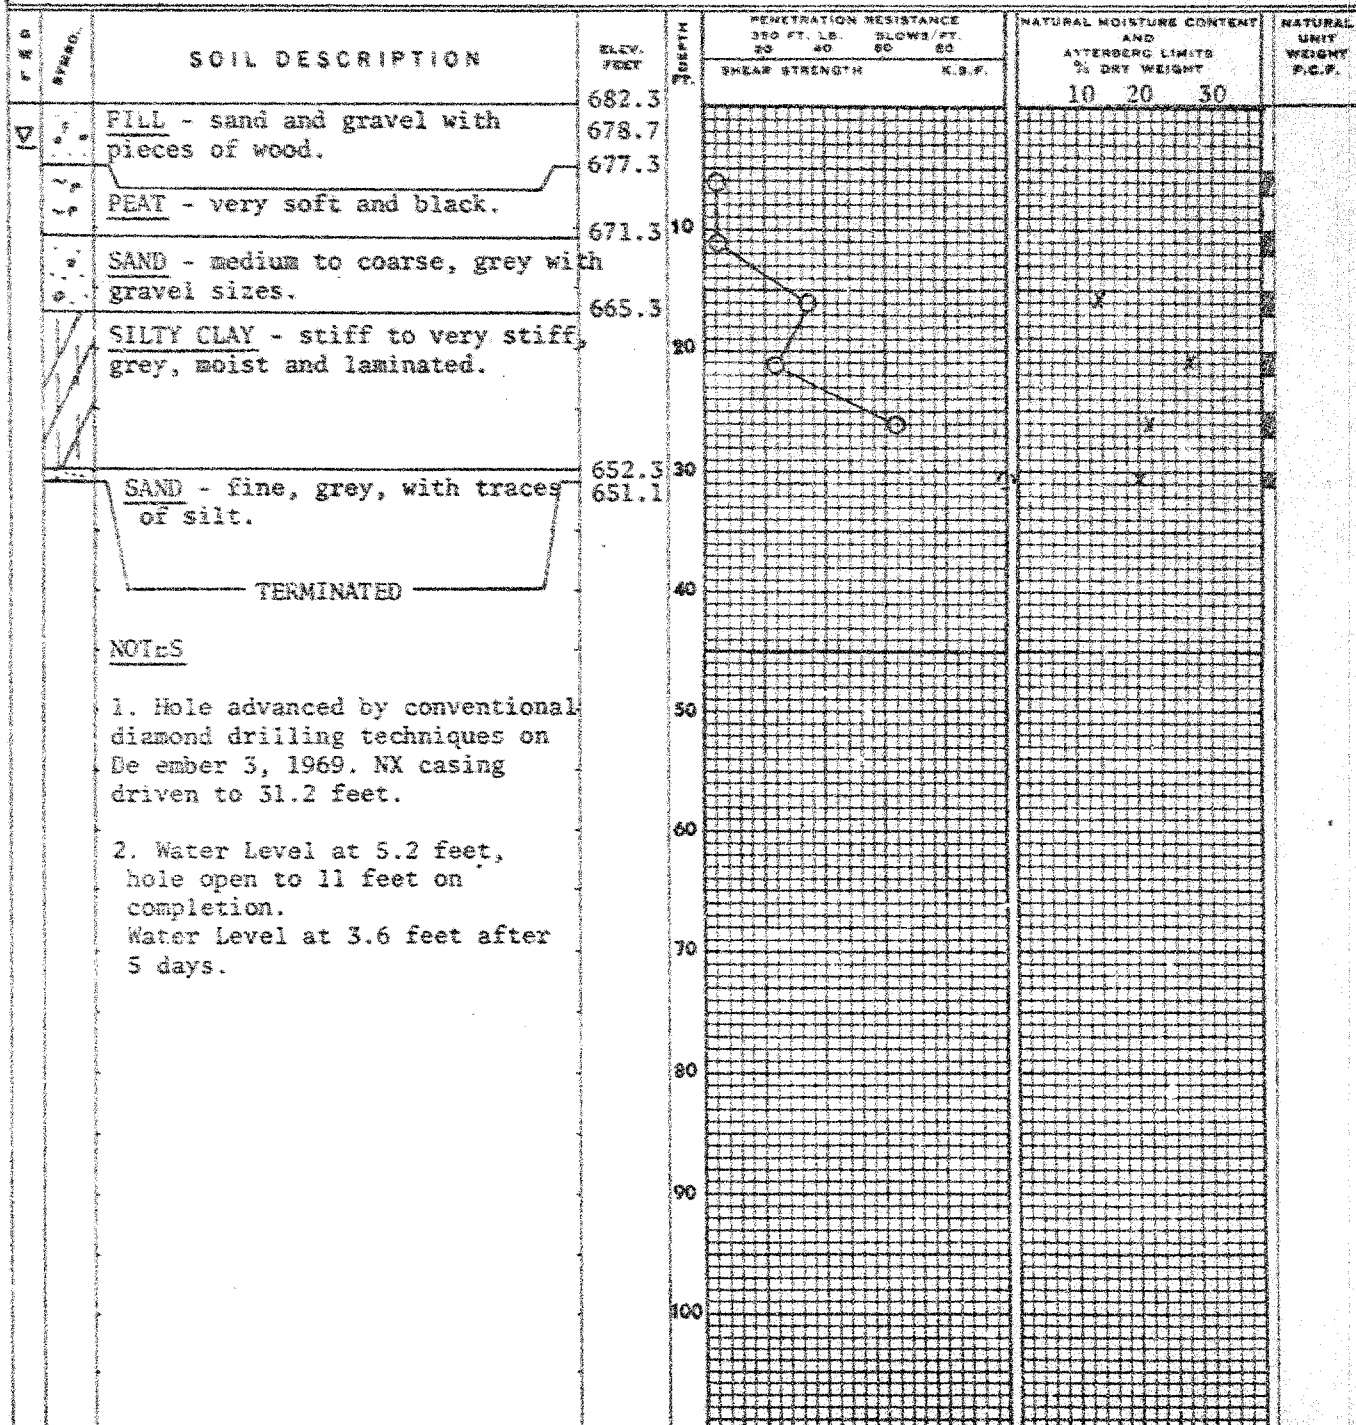 SYMBOL
SOIL DESCRIPTION
ELEV.
FEET
DEPTH
FT.
PENETRATION RESISTANCE
350 FT. LB. BLOWS/FT.
20 40 60 80
SHEAR STRENGTH K.S.F.
NATURAL MOISTURE CONTENT
AND
ATTERBERG LIMITS
% DRY WEIGHT
10 20 30
NATURAL
UNIT
WEIGHT
P.C.F.
682.3
FILL - sand and gravel with
pieces of wood.
678.7
677.3
PEAT - very soft and black.
671.3
10
SAND - medium to coarse, grey with
gravel sizes.
665.3
SILTY CLAY - stiff to very stiff,
grey, moist and laminated.
20
652.3
30
SAND - fine, grey, with traces
of silt.
651.1
TERMINATED
40
NOTES
1. Hole advanced by conventional
diamond drilling techniques on
De ember 3, 1969. NX casing
driven to 31.2 feet.
50
60
2. Water Level at 5.2 feet,
hole open to 11 feet on
completion.
Water Level at 3.6 feet after
5 days.
70
80
90
100